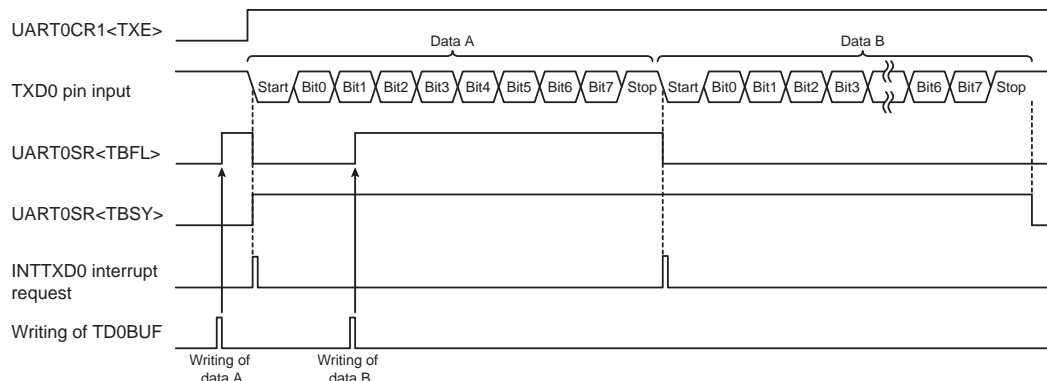 UART0CR1<TXE>
Data A
Data B
TXD0 pin input
Start Bit0 Bit1 Bit2 Bit3 Bit4 Bit5 Bit6 Bit7 Stop Start Bit0 Bit1 Bit2 Bit3 Bit6 Bit7 Stop
UART0SR<TBFL>
UART0SR<TBSY>
INTTXD0 interrupt
request
Writing of TD0BUF
Writing of
data A
Writing of
data B